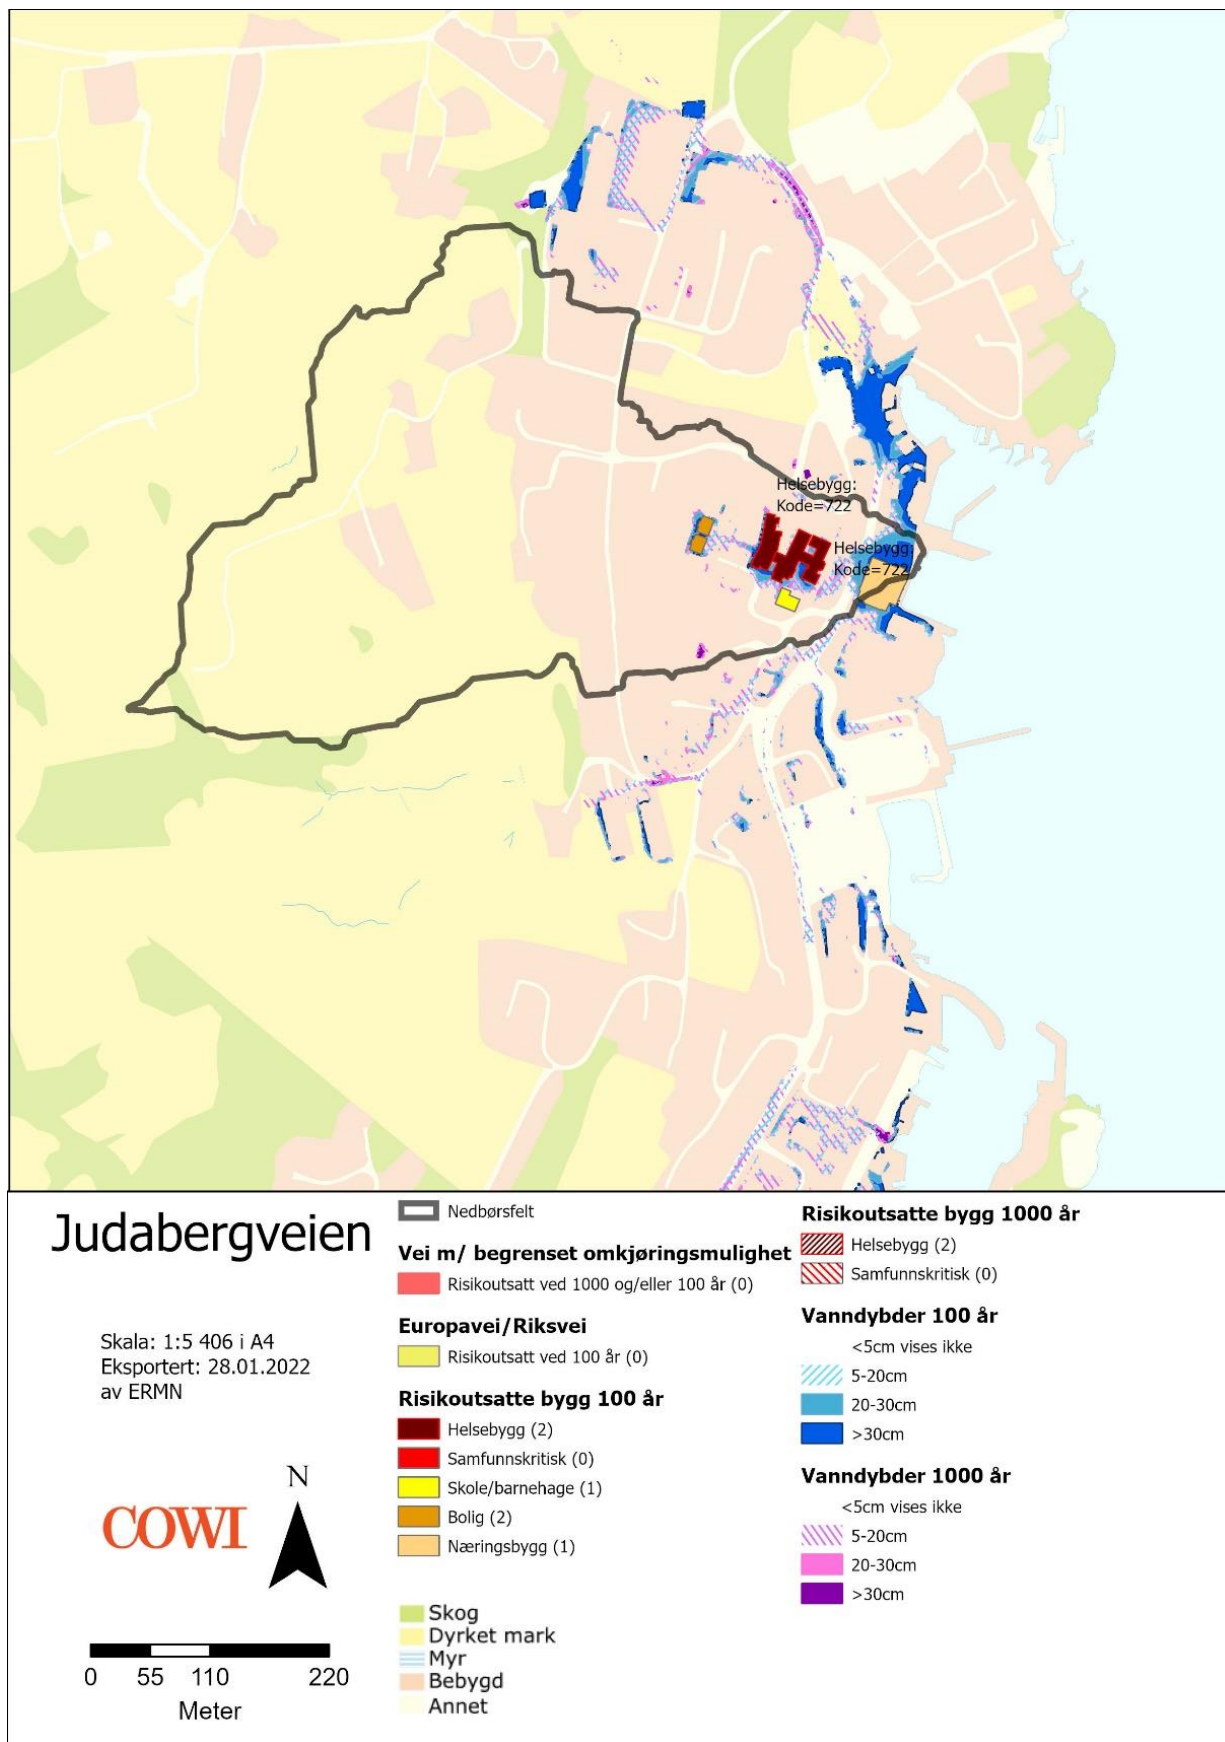 Helsebygg:
Kode=722
Helsebygg:
Kode=722
Judabergveien
Skala: 1:5 406 i A4
Eksportert: 28.01.2022
av ERMN
COWI
N
0 55 110 220
Meter
Nedbørsfelt
Vei m/ begrenset omkjøringsmulighet
Risikoutsatt ved 1000 og/eller 100 år (0)
Europavei/Riksvei
Risikoutsatt ved 100 år (0)
Risikoutsatte bygg 100 år
Helsebygg (2)
Samfunnskritisk (0)
Skole/barnehage (1)
Bolig (2)
Næringsbygg (1)
Skog
Dyrket mark
Myr
Bebygd
Annet
Risikoutsatte bygg 1000 år
Helsebygg (2)
Samfunnskritisk (0)
Vanndybder 100 år
<5cm vises ikke
5-20cm
20-30cm
>30cm
Vanndybder 1000 år
<5cm vises ikke
5-20cm
20-30cm
>30cm